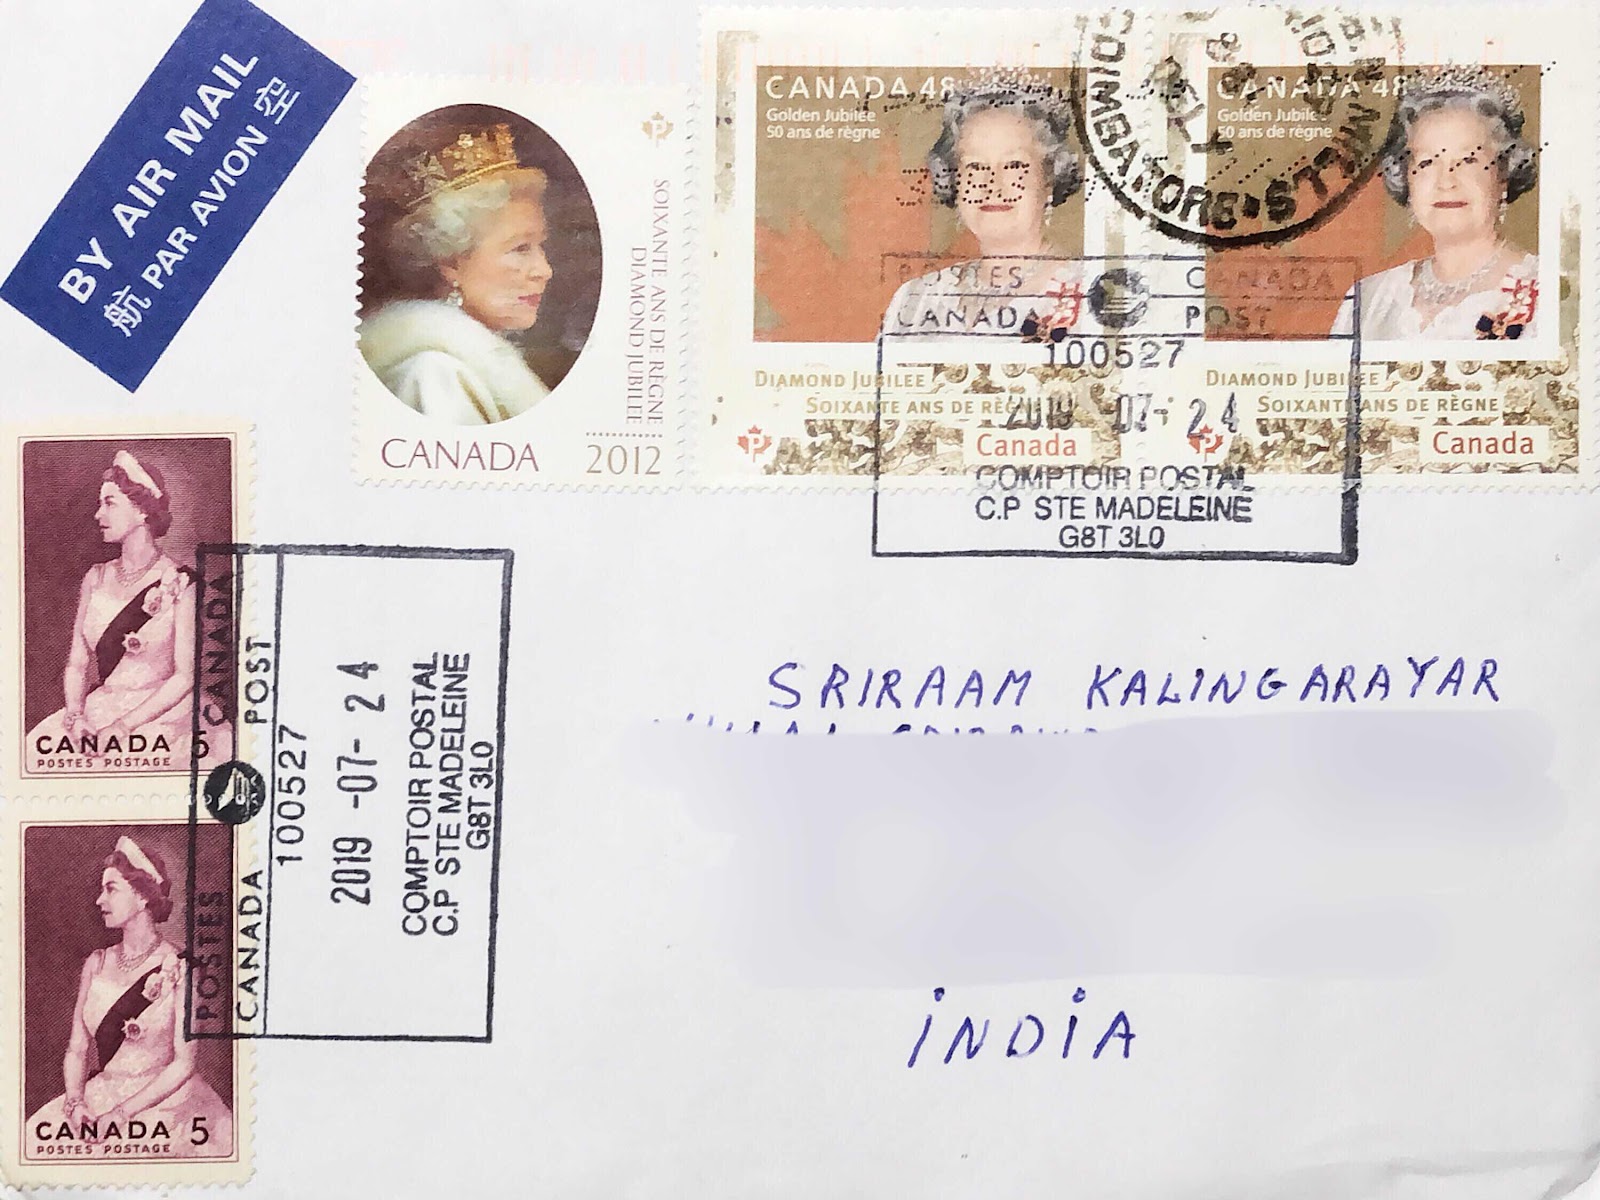 BY AIR MAIL
航 PAR AVION 空
SOIXANTE ANS DE RÈGNE
DIAMOND JUBILEE
CANADA 2012
CANADA 48
Golden Jubilee
50 ans de règne
DIAMOND JUBILEE
SOIXANTE ANS DE RÈGNE
Canada
CANADA 48
Golden Jubilee
50 ans de règne
DIAMOND JUBILEE
SOIXANTE ANS DE RÈGNE
Canada
COIMBATORE
POSTES CANADA
CANADA POST
100527
2019 -07- 24
COMPTOIR POSTAL
C.P STE MADELEINE
G8T 3L0
CANADA 5
POSTES POSTAGE
CANADA 5
POSTES POSTAGE
POSTES CANADA
CANADA POST
100527
2019 -07- 24
COMPTOIR POSTAL
C.P STE MADELEINE
G8T 3L0
SRIRAAM KALINGARAYAR
INDIA